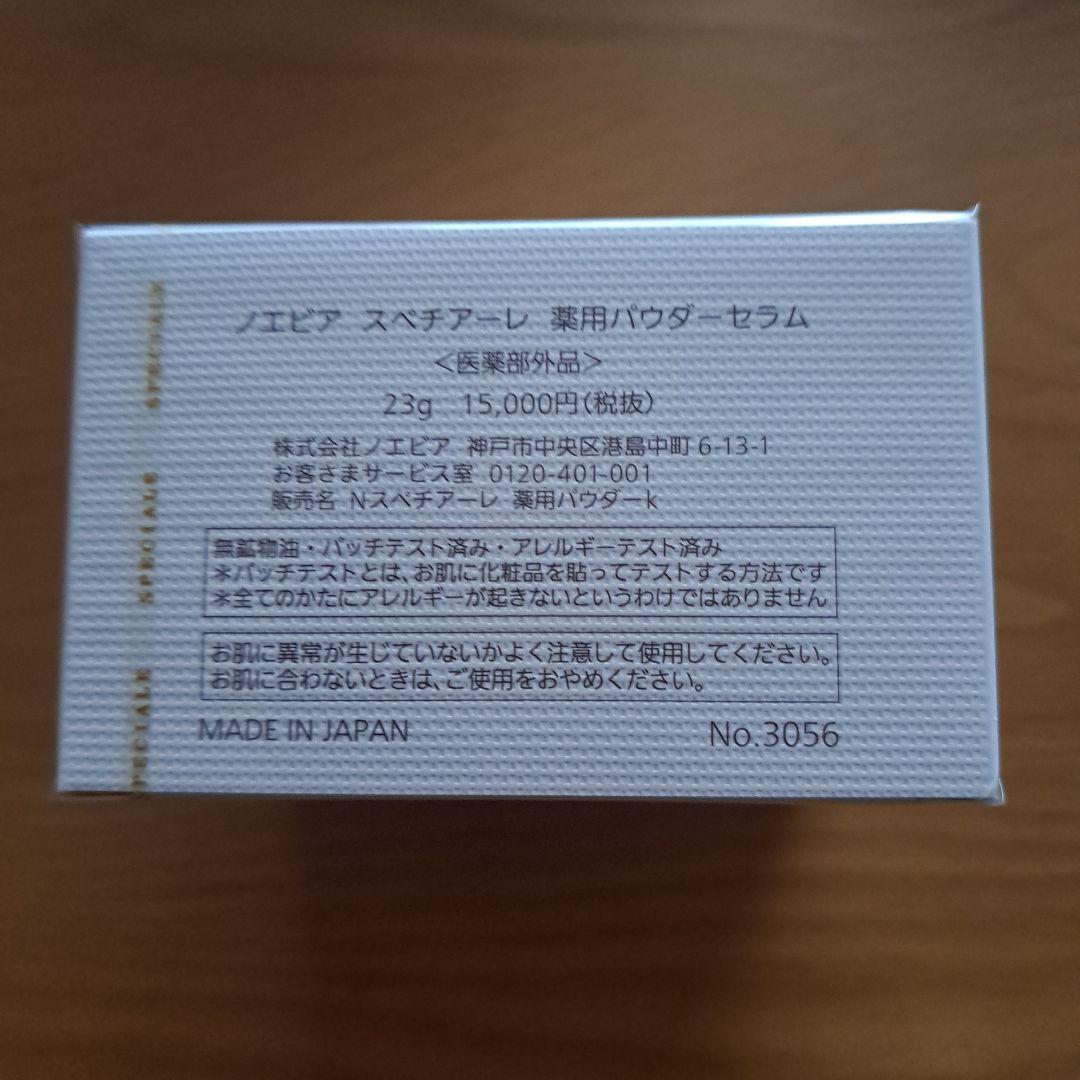 ノエビア スペチアーレ 薬用パウダーセラム
<医薬部外品>
23g 15,000円(税抜)
株式会社ノエビア 神戸市中央区港島中町6-13-1
お客さまサービス室 0120-401-001
販売名 Nスペチアーレ 薬用パウダーk
無鉱物油・パッチテスト済み・アレルギーテスト済み
*パッチテストとは、お肌に化粧品を貼ってテストする方法です
*全てのかたにアレルギーが起きないというわけではありません
お肌に異常が生じていないかよく注意して使用してください。
お肌に合わないときは、ご使用をおやめください。
MADE IN JAPAN No.3056
SPECIALE
SPECIALE
SPECIALE